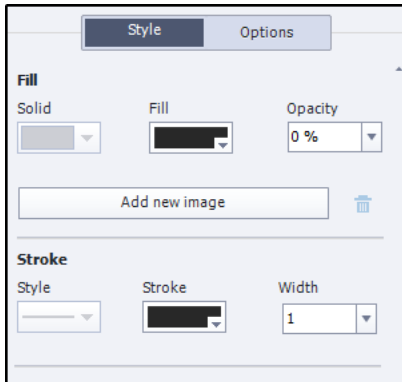 Style Options
Fill
Solid Fill Opacity
0 %
Add new image
Stroke
Style Stroke Width
1